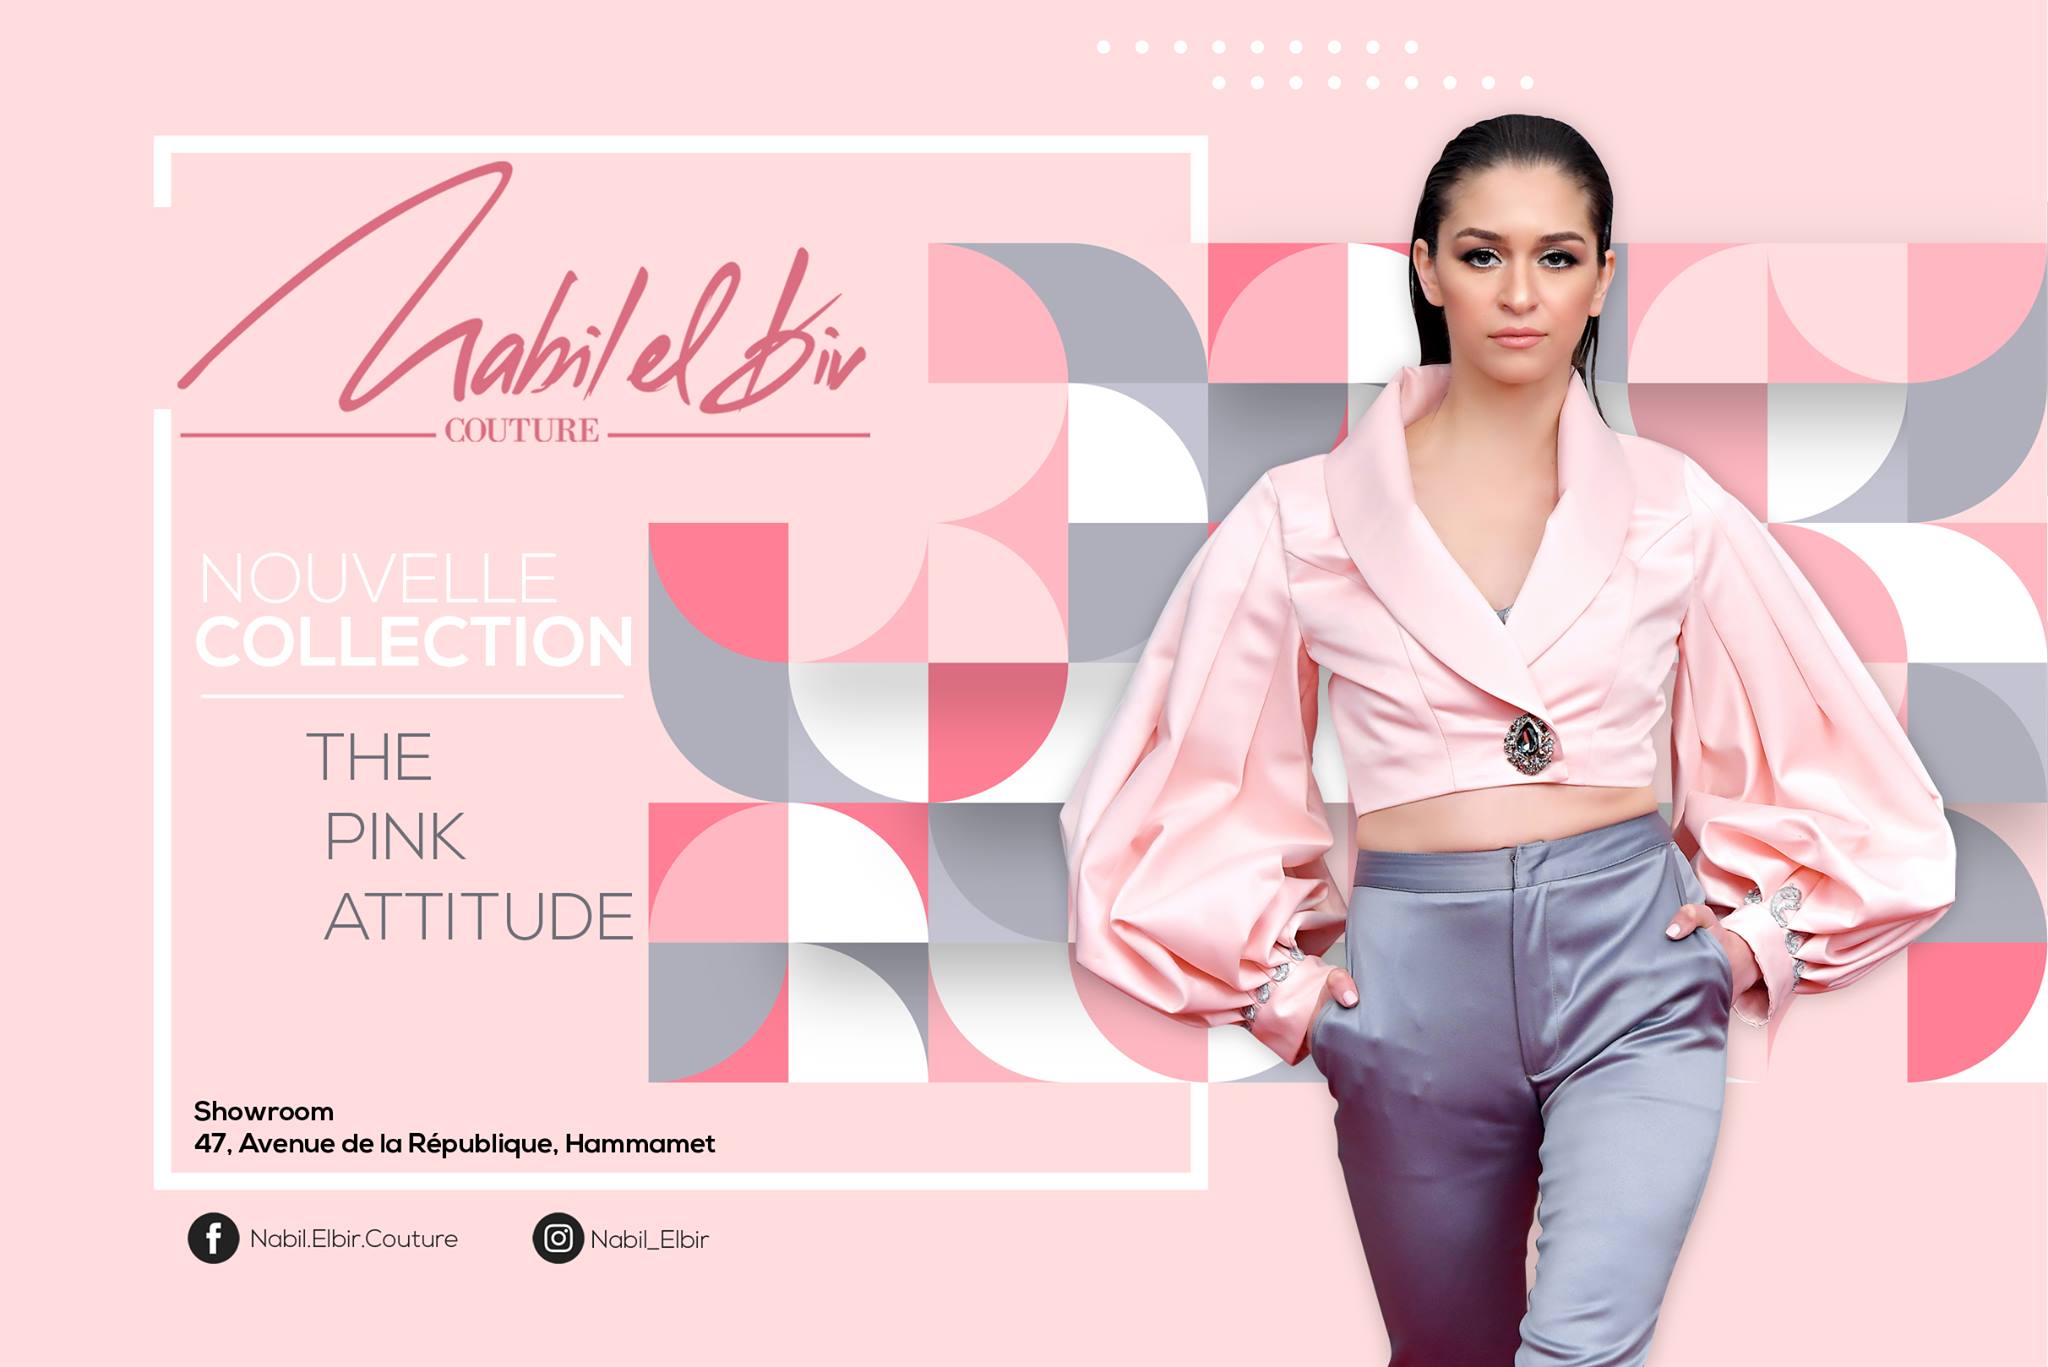 Nabil el bir
COUTURE
NOUVELLE
COLLECTION
THE
PINK
ATTITUDE
Showroom
47, Avenue de la République, Hammamet
Nabil.Elbir.Couture
Nabil_Elbir